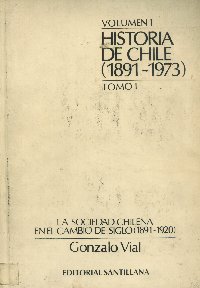 VOLUMEN 1
HISTORIA
DE CHILE
(1891-1973)
TOMO I
LA SOCIEDAD CHILENA
EN EL CAMBIO DE SIGLO (1891-1920)
Gonzalo Vial
EDITORIAL SANTILLANA